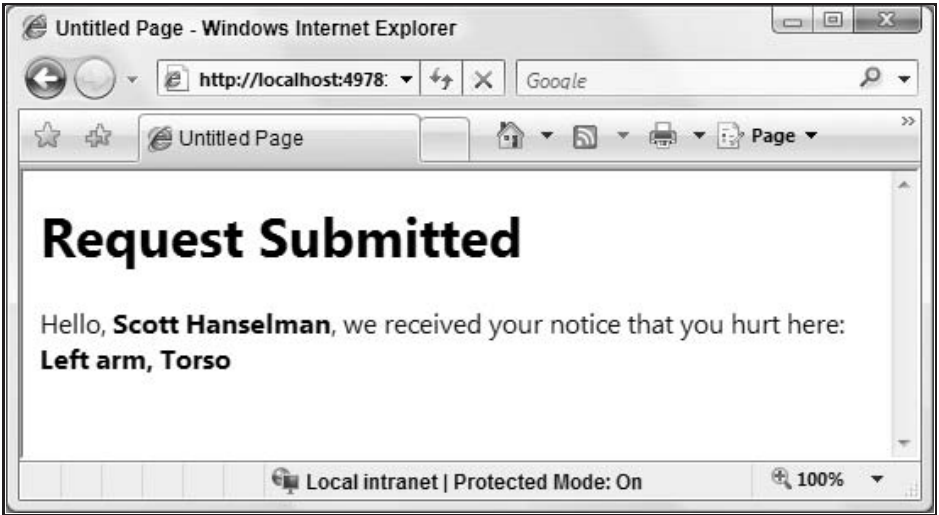 Untitled Page - Windows Internet Explorer
http://localhost:4978: Google
Untitled Page Page
Request Submitted
Hello, Scott Hanselman, we received your notice that you hurt here:
Left arm, Torso
Local intranet | Protected Mode: On 100%